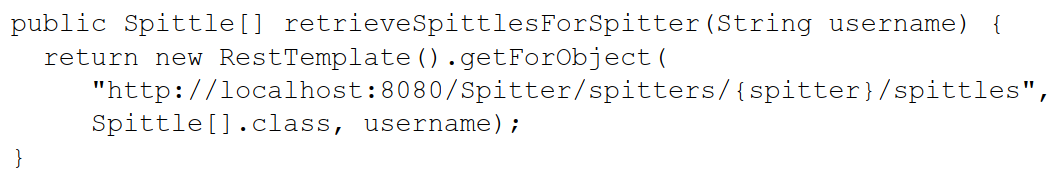 public Spittle[] retrieveSpittlesForSpitter(String username) {
  return new RestTemplate().getForObject(
     "http://localhost:8080/Spitter/spitters/{spitter}/spittles",
     Spittle[].class, username);
}